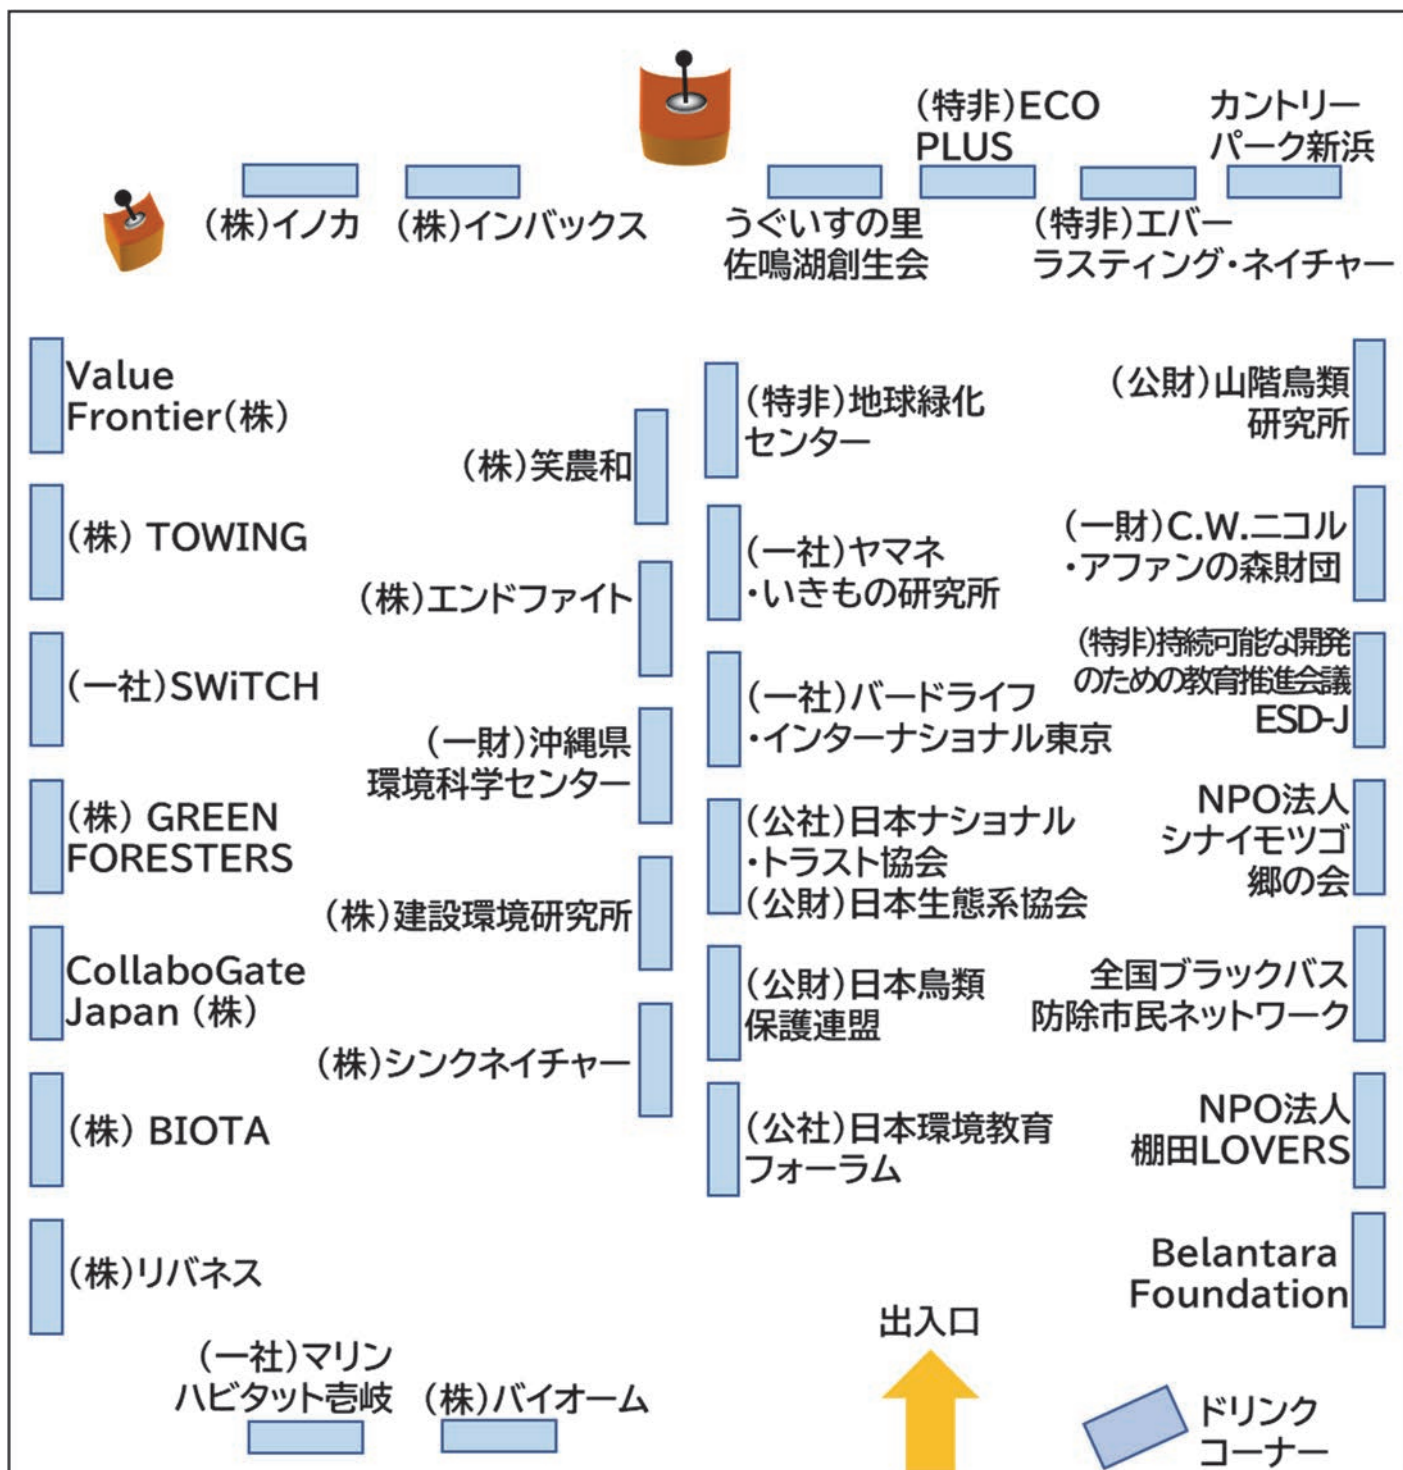 (特非)ECO
PLUS
カントリー
パーク新浜
(株)イノカ
(株)インバックス
うぐいすの里
佐鳴湖創生会
(特非)エバー
ラスティング・ネイチャー
Value
Frontier(株)
(株) TOWING
(一社)SWiTCH
(株) GREEN
FORESTERS
CollaboGate
Japan (株)
(株) BIOTA
(株)リバネス
(一社)マリン
ハビタット壱岐
(株)バイオーム
(株)笑農和
(株)エンドファイト
(一財)沖縄県
環境科学センター
(株)建設環境研究所
(株)シンクネイチャー
(特非)地球緑化
センター
(一社)ヤマネ
・いきもの研究所
(一社)バードライフ
・インターナショナル東京
(公社)日本ナショナル
・トラスト協会
(公財)日本生態系協会
(公財)日本鳥類
保護連盟
(公社)日本環境教育
フォーラム
(公財)山階鳥類
研究所
(一財)C.W.ニコル
・アファンの森財団
(特非)持続可能な開発
のための教育推進会議
ESD-J
NPO法人
シナイモツゴ
郷の会
全国ブラックバス
防除市民ネットワーク
NPO法人
棚田LOVERS
Belantara
Foundation
出入口
ドリンク
コーナー